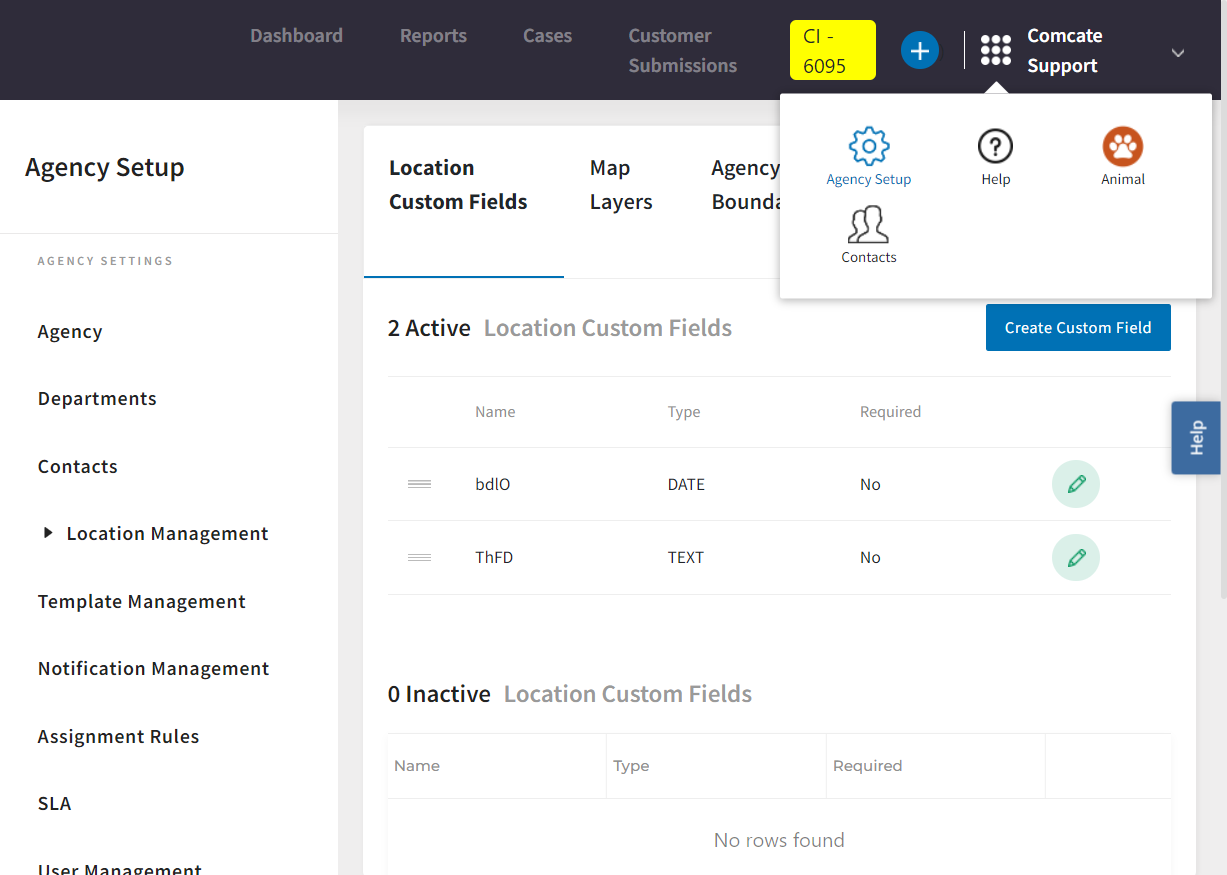 Dashboard
Reports
Cases
Customer
Submissions
CI -
6095
Comcate
Support
Agency Setup
Help
Animal
Contacts
Agency Setup
AGENCY SETTINGS
Agency
Departments
Contacts
Location Management
Template Management
Notification Management
Assignment Rules
SLA
User Management
Location
Custom Fields
Map
Layers
Agency
2 Active Location Custom Fields
Create Custom Field
Name Type Required
bdlO DATE No
ThFD TEXT No
0 Inactive Location Custom Fields
Name Type Required
No rows found
Help